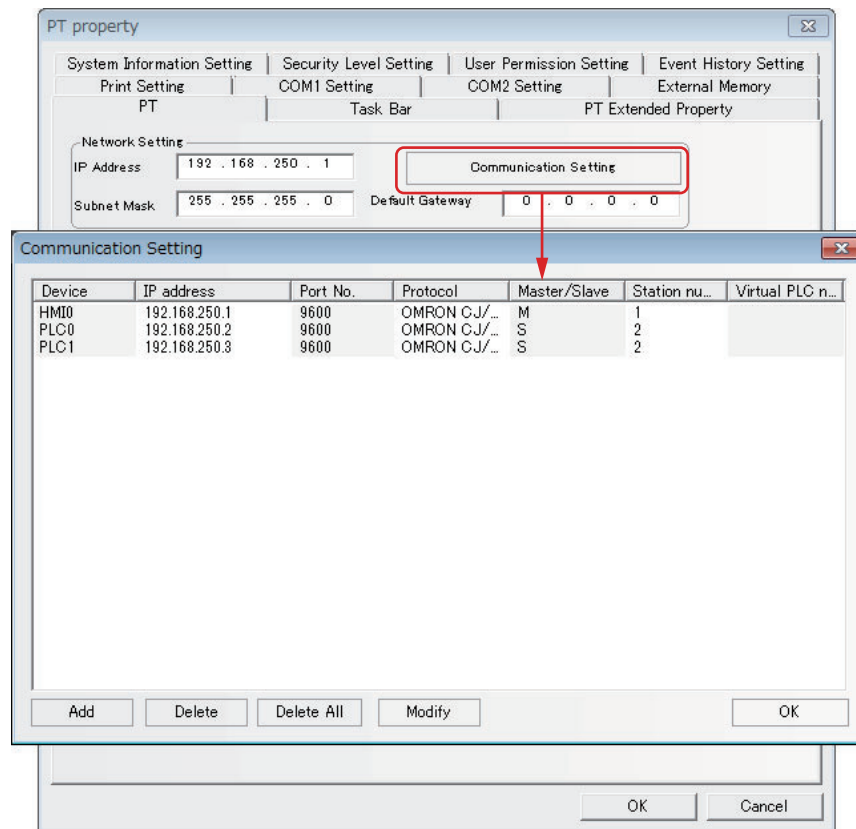 PT property
System Information Setting Security Level Setting User Permission Setting Event History Setting
Print Setting COM1 Setting COM2 Setting External Memory
PT Task Bar PT Extended Property
Network Setting
IP Address 192 . 168 . 250 . 1 Communication Setting
Subnet Mask 255 . 255 . 255 . 0 Default Gateway 0 . 0 . 0 . 0
Communication Setting
Device IP address Port No. Protocol Master/Slave Station nu... Virtual PLC n...
HMI0 192.168.250.1 9600 OMRON CJ/... M 1
PLC0 192.168.250.2 9600 OMRON CJ/... S 2
PLC1 192.168.250.3 9600 OMRON CJ/... S 2
Add Delete Delete All Modify OK
OK Cancel